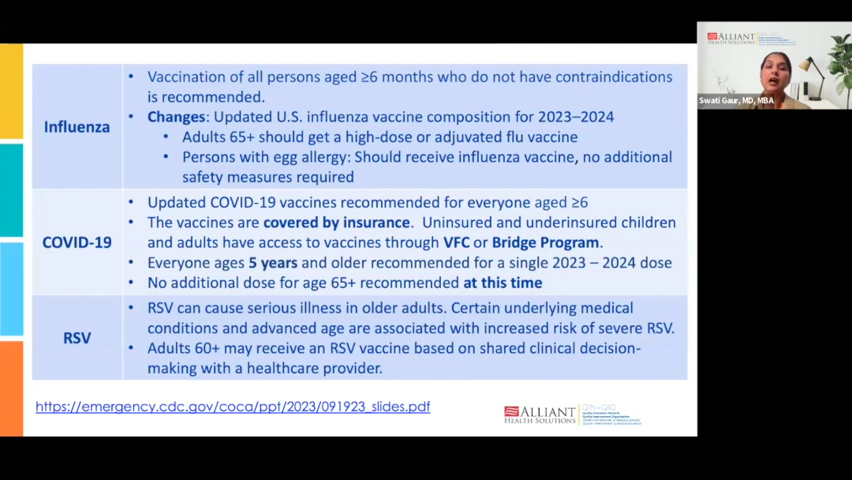 Influenza
• Vaccination of all persons aged ≥6 months who do not have contraindications
is recommended.
• Changes: Updated U.S. influenza vaccine composition for 2023–2024
• Adults 65+ should get a high-dose or adjuvated flu vaccine
• Persons with egg allergy: Should receive influenza vaccine, no additional
safety measures required
COVID-19
• Updated COVID-19 vaccines recommended for everyone aged ≥6
• The vaccines are covered by insurance. Uninsured and underinsured children
and adults have access to vaccines through VFC or Bridge Program.
• Everyone ages 5 years and older recommended for a single 2023 – 2024 dose
• No additional dose for age 65+ recommended at this time
RSV
• RSV can cause serious illness in older adults. Certain underlying medical
conditions and advanced age are associated with increased risk of severe RSV.
• Adults 60+ may receive an RSV vaccine based on shared clinical decision-
making with a healthcare provider.
https://emergency.cdc.gov/coca/ppt/2023/091923_slides.pdf
ALLIANT
HEALTH SOLUTIONS
ALLIANT
HEALTH SOLUTIONS
Swati Gaur, MD, MBA